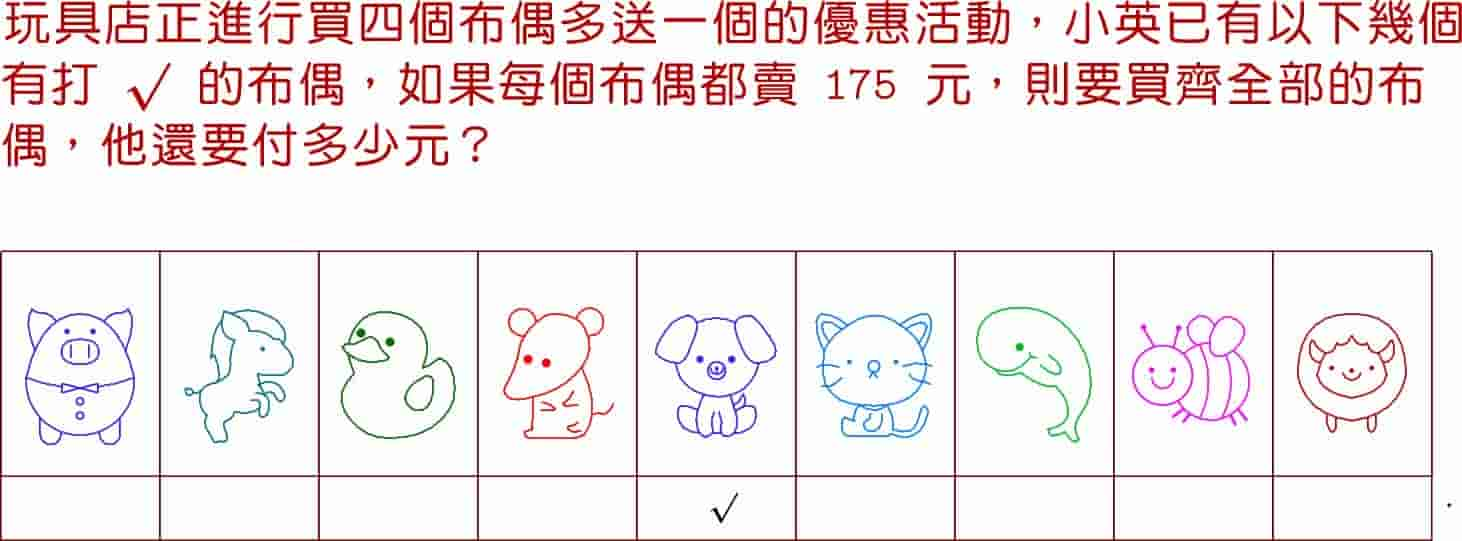 玩具店正進行買四個布偶多送一個的優惠活動，小英已有以下幾個
有打 √ 的布偶，如果每個布偶都賣 175 元，則要買齊全部的布
偶，他還要付多少元？
√